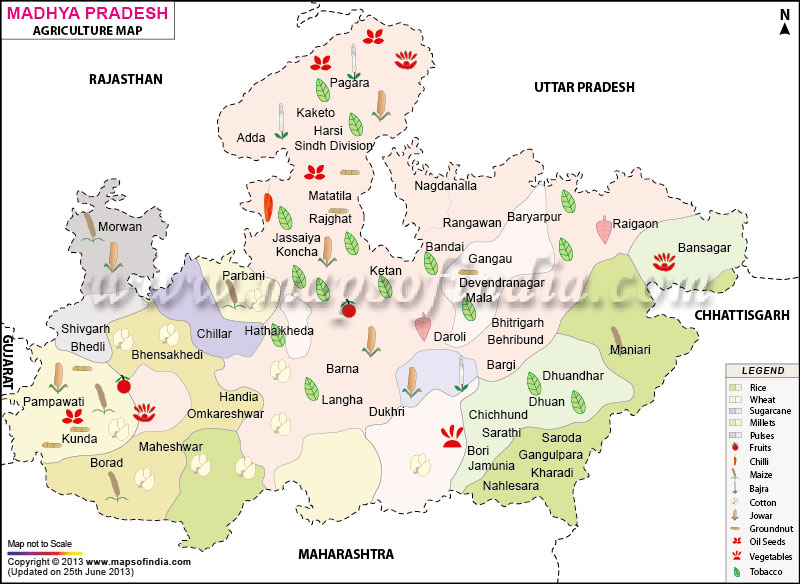 MADHYA PRADESH
AGRICULTURE MAP
N
RAJASTHAN
UTTAR PRADESH
Pagara
Kaketo
Adda
Harsi
Sindh Division
Nagdanalla
Matatila
Rajghat
Rangawan
Baryarpur
Raigaon
Morwan
Jassaiya
Koncha
Bandai
Gangau
Bansagar
Parbani
Ketan
Devendranagar
Mala
www.mapsofindia.com
CHHATTISGARH
Shivgarh
Bhedli
Chillar
Hathaikheda
Bhitrigarh
Behribund
Daroli
GUJARAT
Bhensakhedi
Maniari
Barna
Bargi
Dhuandhar
Pampawati
Handia
Omkareshwar
Langha
Dukhri
Dhuan
Chichhund
Sarathi
Kunda
Maheshwar
Saroda
Gangulpara
Kharadi
Nahlesara
Bori
Jamunia
Borad
MAHARASHTRA
LEGEND
Rice
Wheat
Sugarcane
Millets
Pulses
Fruits
Chilli
Maize
Bajra
Cotton
Jowar
Groundnut
Oil Seeds
Vegetables
Tobacco
Map not to Scale
Copyright © 2013 www.mapsofindia.com
(Updated on 25th June 2013)